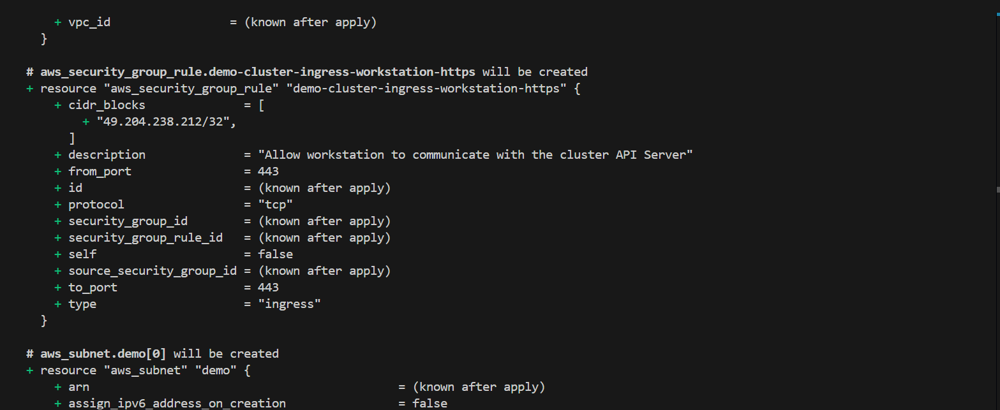 + vpc_id = (known after apply)
}
# aws_security_group_rule.demo-cluster-ingress-workstation-https will be created
+ resource "aws_security_group_rule" "demo-cluster-ingress-workstation-https" {
+ cidr_blocks = [
+ "49.204.238.212/32",
]
+ description = "Allow workstation to communicate with the cluster API Server"
+ from_port = 443
+ id = (known after apply)
+ protocol = "tcp"
+ security_group_id = (known after apply)
+ security_group_rule_id = (known after apply)
+ self = false
+ source_security_group_id = (known after apply)
+ to_port = 443
+ type = "ingress"
}
# aws_subnet.demo[0] will be created
+ resource "aws_subnet" "demo" {
+ arn = (known after apply)
+ assign_ipv6_address_on_creation = false